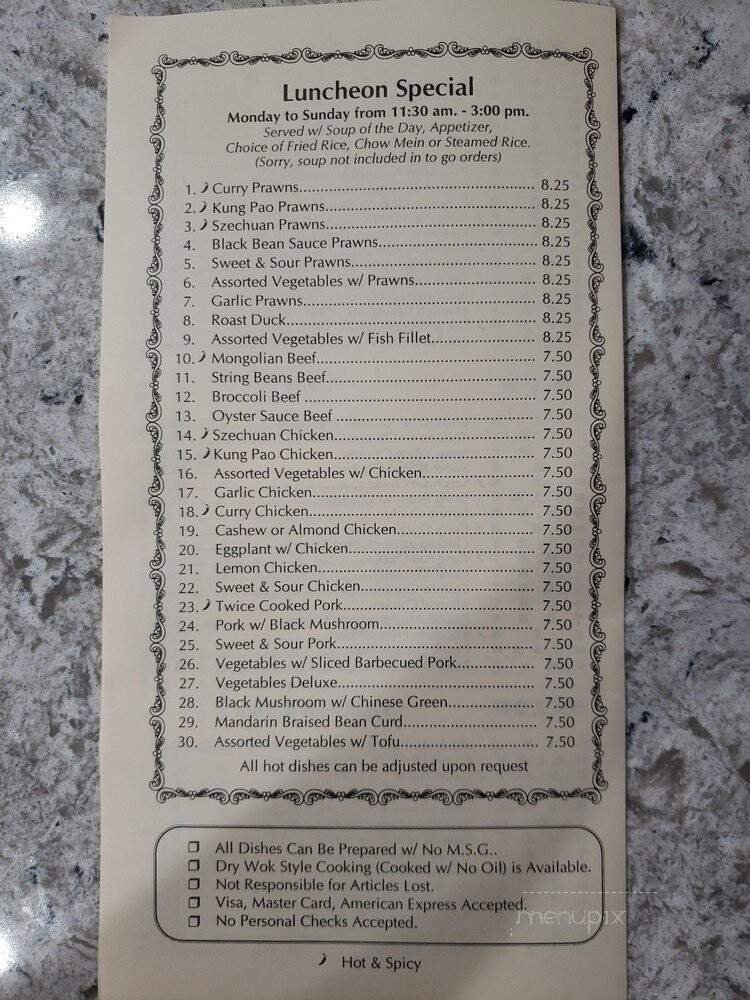 Luncheon Special
Monday to Sunday from 11:30 am. - 3:00 pm.
Served w/ Soup of the Day, Appetizer,
Choice of Fried Rice, Chow Mein or Steamed Rice.
(Sorry, soup not included in to go orders)
1. Curry Prawns 8.25
2. Kung Pao Prawns 8.25
3. Szechuan Prawns 8.25
4. Black Bean Sauce Prawns 8.25
5. Sweet & Sour Prawns 8.25
6. Assorted Vegetables w/ Prawns 8.25
7. Garlic Prawns 8.25
8. Roast Duck 8.25
9. Assorted Vegetables w/ Fish Fillet 8.25
10. Mongolian Beef 7.50
11. String Beans Beef 7.50
12. Broccoli Beef 7.50
13. Oyster Sauce Beef 7.50
14. Szechuan Chicken 7.50
15. Kung Pao Chicken 7.50
16. Assorted Vegetables w/ Chicken 7.50
17. Garlic Chicken 7.50
18. Curry Chicken 7.50
19. Cashew or Almond Chicken 7.50
20. Eggplant w/ Chicken 7.50
21. Lemon Chicken 7.50
22. Sweet & Sour Chicken 7.50
23. Twice Cooked Pork 7.50
24. Pork w/ Black Mushroom 7.50
25. Sweet & Sour Pork 7.50
26. Vegetables w/ Sliced Barbecued Pork 7.50
27. Vegetables Deluxe 7.50
28. Black Mushroom w/ Chinese Green 7.50
29. Mandarin Braised Bean Curd 7.50
30. Assorted Vegetables w/ Tofu 7.50
All hot dishes can be adjusted upon request
❒ All Dishes Can Be Prepared w/ No M.S.G..
❒ Dry Wok Style Cooking (Cooked w/ No Oil) is Available.
❒ Not Responsible for Articles Lost.
❒ Visa, Master Card, American Express Accepted.
❒ No Personal Checks Accepted.
menupix
Hot & Spicy